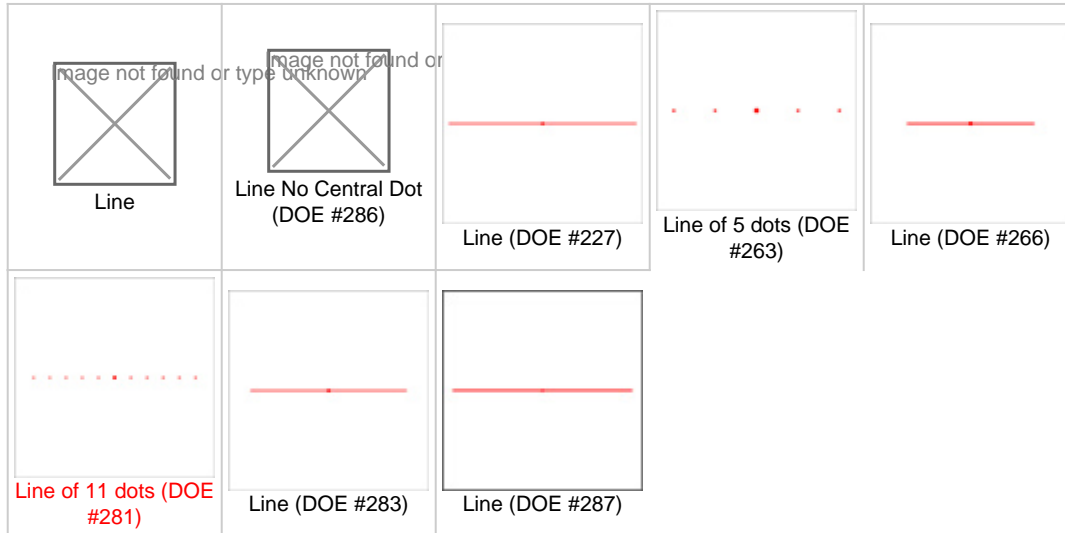 Image not found or type unknown
Line
Image not found or
Line No Central Dot
(DOE #286)
Line (DOE #227)
Line of 5 dots (DOE
#263)
Line (DOE #266)
Line of 11 dots (DOE
#281)
Line (DOE #283)
Line (DOE #287)